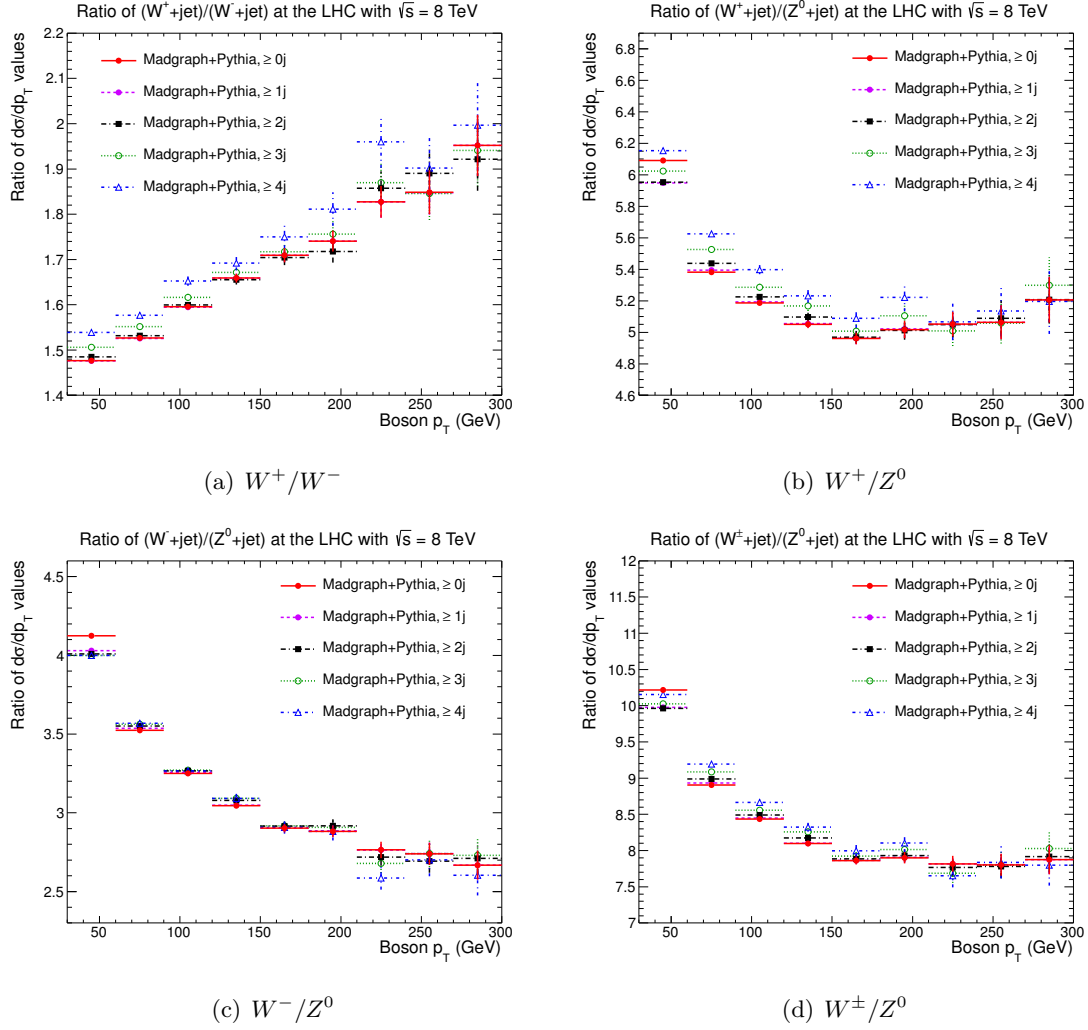 Ratio of (W⁺+jet)/(W⁻+jet) at the LHC with √s = 8 TeV
Ratio of dσ/dp_T values
2.2
2.1
2
1.9
1.8
1.7
1.6
1.5
1.4
Madgraph+Pythia, ≥ 0j
Madgraph+Pythia, ≥ 1j
Madgraph+Pythia, ≥ 2j
Madgraph+Pythia, ≥ 3j
Madgraph+Pythia, ≥ 4j
50 100 150 200 250 300
Boson p_T (GeV)
(a) W⁺/W⁻
Ratio of (W⁺+jet)/(Z⁰+jet) at the LHC with √s = 8 TeV
Ratio of dσ/dp_T values
6.8
6.6
6.4
6.2
6
5.8
5.6
5.4
5.2
5
4.8
4.6
Madgraph+Pythia, ≥ 0j
Madgraph+Pythia, ≥ 1j
Madgraph+Pythia, ≥ 2j
Madgraph+Pythia, ≥ 3j
Madgraph+Pythia, ≥ 4j
50 100 150 200 250 300
Boson p_T (GeV)
(b) W⁺/Z⁰
Ratio of (W⁻+jet)/(Z⁰+jet) at the LHC with √s = 8 TeV
Ratio of dσ/dp_T values
4.5
4
3.5
3
2.5
Madgraph+Pythia, ≥ 0j
Madgraph+Pythia, ≥ 1j
Madgraph+Pythia, ≥ 2j
Madgraph+Pythia, ≥ 3j
Madgraph+Pythia, ≥ 4j
50 100 150 200 250 300
Boson p_T (GeV)
(c) W⁻/Z⁰
Ratio of (W±+jet)/(Z⁰+jet) at the LHC with √s = 8 TeV
Ratio of dσ/dp_T values
12
11.5
11
10.5
10
9.5
9
8.5
8
7.5
7
Madgraph+Pythia, ≥ 0j
Madgraph+Pythia, ≥ 1j
Madgraph+Pythia, ≥ 2j
Madgraph+Pythia, ≥ 3j
Madgraph+Pythia, ≥ 4j
50 100 150 200 250 300
Boson p_T (GeV)
(d) W±/Z⁰